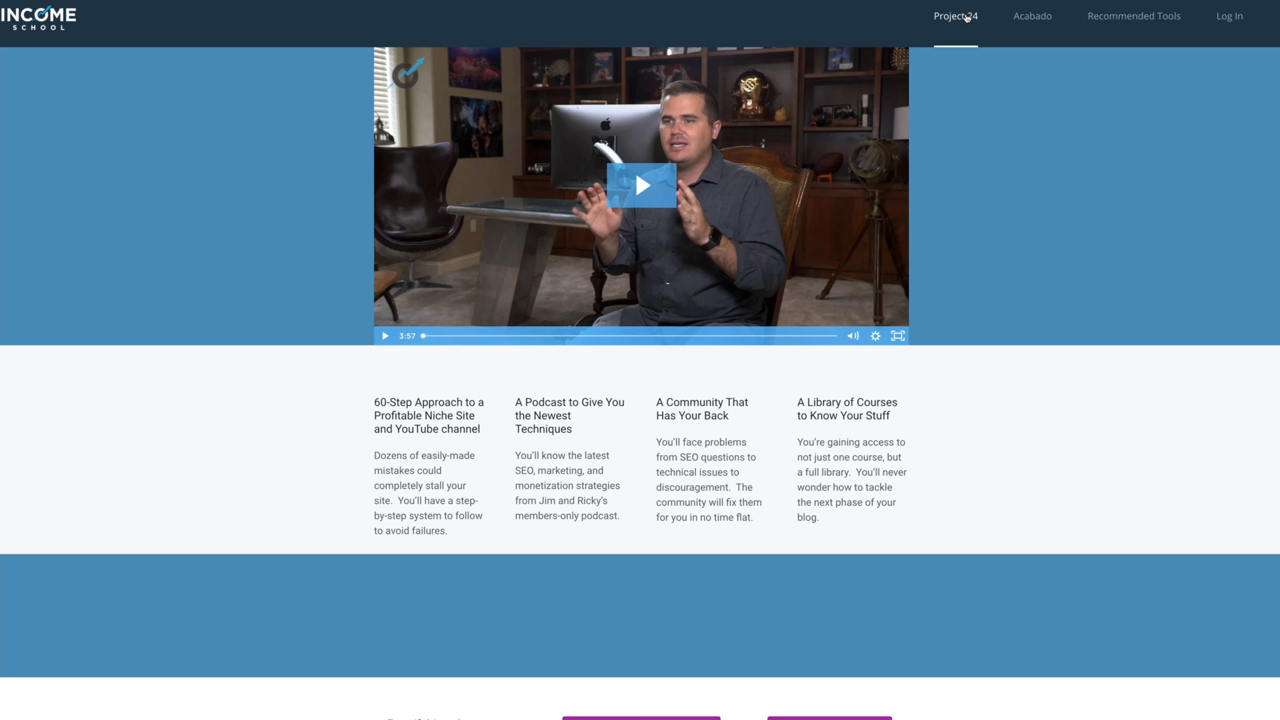 INCOME
SCHOOL
Project 24
Acabado
Recommended Tools
Log In
3:57
60-Step Approach to a
Profitable Niche Site
and YouTube channel
Dozens of easily-made
mistakes could
completely stall your
site. You'll have a step-
by-step system to follow
to avoid failures.
A Podcast to Give You
the Newest
Techniques
You'll know the latest
SEO, marketing, and
monetization strategies
from Jim and Ricky's
members-only podcast.
A Community That
Has Your Back
You'll face problems
from SEO questions to
technical issues to
discouragement. The
community will fix them
for you in no time flat.
A Library of Courses
to Know Your Stuff
You're gaining access to
not just one course, but
a full library. You'll never
wonder how to tackle
the next phase of your
blog.